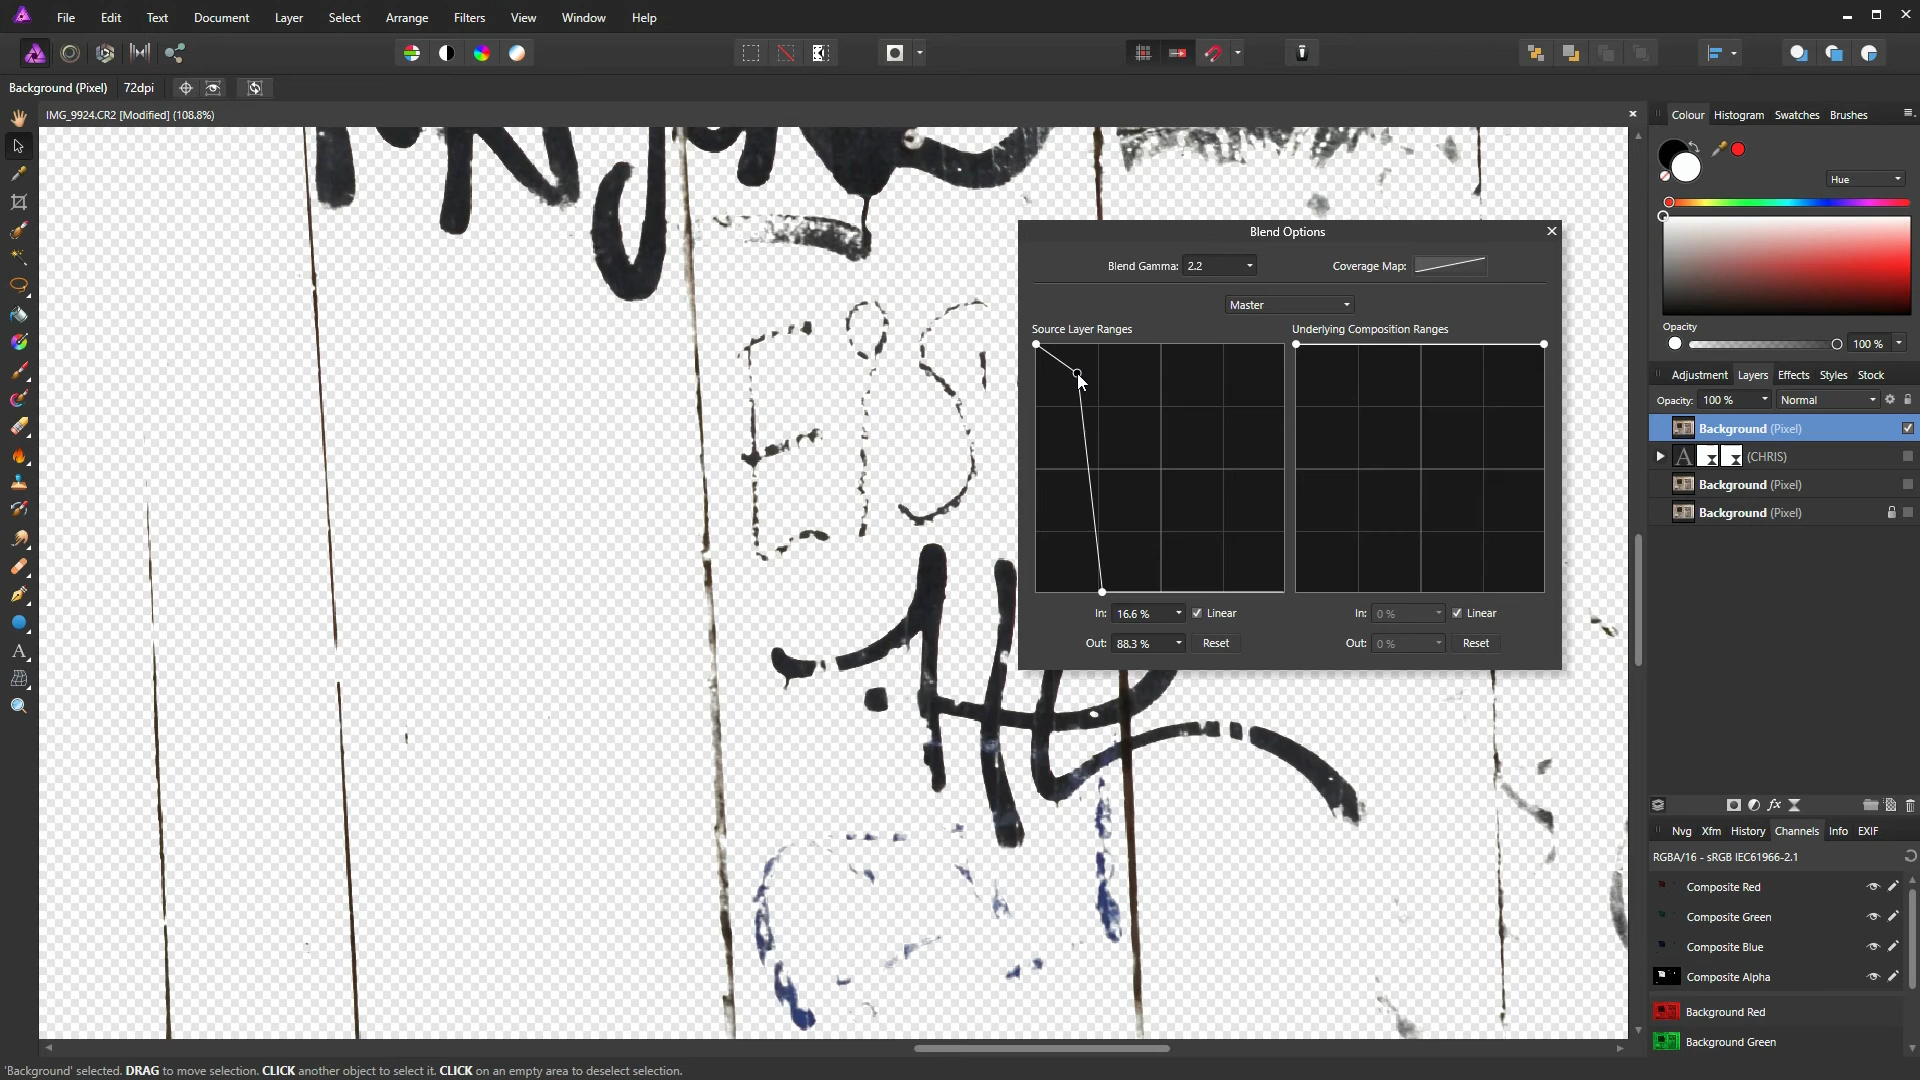 File Edit Text Document Layer Select Arrange Filters View Window Help
Background (Pixel) 72dpi
IMG_9924.CR2 [Modified] (108.8%)
Colour Histogram Swatches Brushes
Hue
Opacity
100 %
Blend Options
Blend Gamma: 2.2 Coverage Map:
Master
Source Layer Ranges Underlying Composition Ranges
In: 16.6 % Linear In: 0 % Linear
Out: 88.3 % Reset Out: 0 % Reset
Adjustment Layers Effects Styles Stock
Opacity: 100 % Normal
Background (Pixel)
A (CHRIS)
Background (Pixel)
Background (Pixel)
fx
Nvg Xfm History Channels Info EXIF
RGBA/16 - sRGB IEC61966-2.1
Composite Red
Composite Green
Composite Blue
Composite Alpha
Background Red
Background Green
'Background' selected. DRAG to move selection. CLICK another object to select it. CLICK on an empty area to deselect selection.